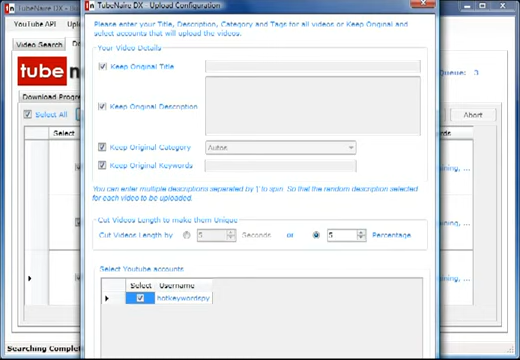 TubeNaire DX - Upload Configuration
TubeNaire DX -
YouTube API
Please enter your Title, Description, Category and Tags for all videos or Keep Original and
select accounts that will upload the videos.
Video Search
Your Video Details
tube
Keep Original Title
Queue: 3
Download Progre
Select All
Keep Original Description
Abort
Select
Keep Original Category
Autos
Keep Original Keywords
You can enter multiple descriptions separated by '|' to spin. So that the random description selected
for each video to be uploaded.
Cut Videos Length to make them Unique
Cut Videos Length by
5
Seconds
or
5
Percentage
Select Youtube accounts
Select
Username
hotkeywordspy
Searching Complet